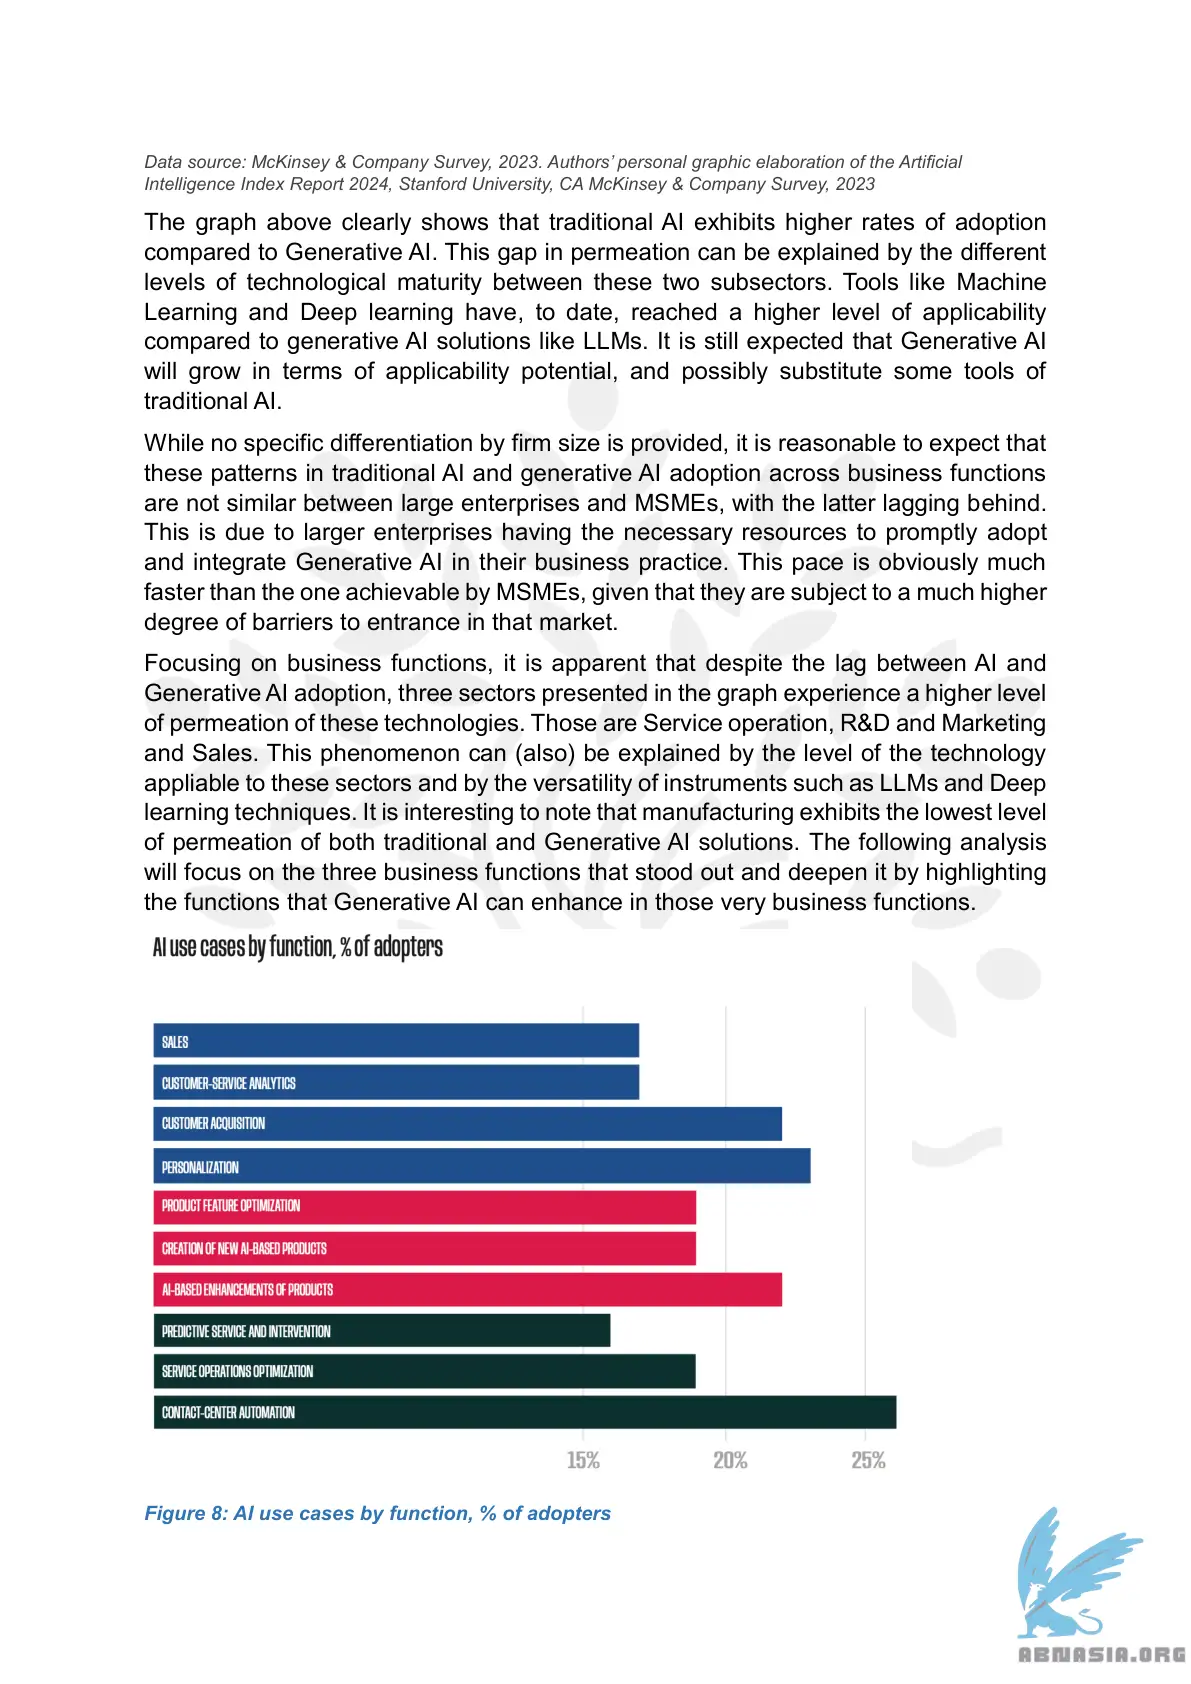 Data source: McKinsey & Company Survey, 2023. Authors' personal graphic elaboration of the Artificial
Intelligence Index Report 2024, Stanford University, CA McKinsey & Company Survey, 2023
The graph above clearly shows that traditional AI exhibits higher rates of adoption
compared to Generative AI. This gap in permeation can be explained by the different
levels of technological maturity between these two subsectors. Tools like Machine
Learning and Deep learning have, to date, reached a higher level of applicability
compared to generative AI solutions like LLMs. It is still expected that Generative AI
will grow in terms of applicability potential, and possibly substitute some tools of
traditional AI.
While no specific differentiation by firm size is provided, it is reasonable to expect that
these patterns in traditional AI and generative AI adoption across business functions
are not similar between large enterprises and MSMEs, with the latter lagging behind.
This is due to larger enterprises having the necessary resources to promptly adopt
and integrate Generative AI in their business practice. This pace is obviously much
faster than the one achievable by MSMEs, given that they are subject to a much higher
degree of barriers to entrance in that market.
Focusing on business functions, it is apparent that despite the lag between AI and
Generative AI adoption, three sectors presented in the graph experience a higher level
of permeation of these technologies. Those are Service operation, R&D and Marketing
and Sales. This phenomenon can (also) be explained by the level of the technology
appliable to these sectors and by the versatility of instruments such as LLMs and Deep
learning techniques. It is interesting to note that manufacturing exhibits the lowest level
of permeation of both traditional and Generative AI solutions. The following analysis
will focus on the three business functions that stood out and deepen it by highlighting
the functions that Generative AI can enhance in those very business functions.
AI use cases by function, % of adopters
SALES
CUSTOMER-SERVICE ANALYTICS
CUSTOMER ACQUISITION
PERSONALIZATION
PRODUCT FEATURE OPTIMIZATION
CREATION OF NEW AI-BASED PRODUCTS
AI-BASED ENHANCEMENTS OF PRODUCTS
PREDICTIVE SERVICE AND INTERVENTION
SERVICE OPERATIONS OPTIMIZATION
CONTACT-CENTER AUTOMATION
15% 20% 25%
Figure 8: AI use cases by function, % of adopters
ABNASIA.ORG